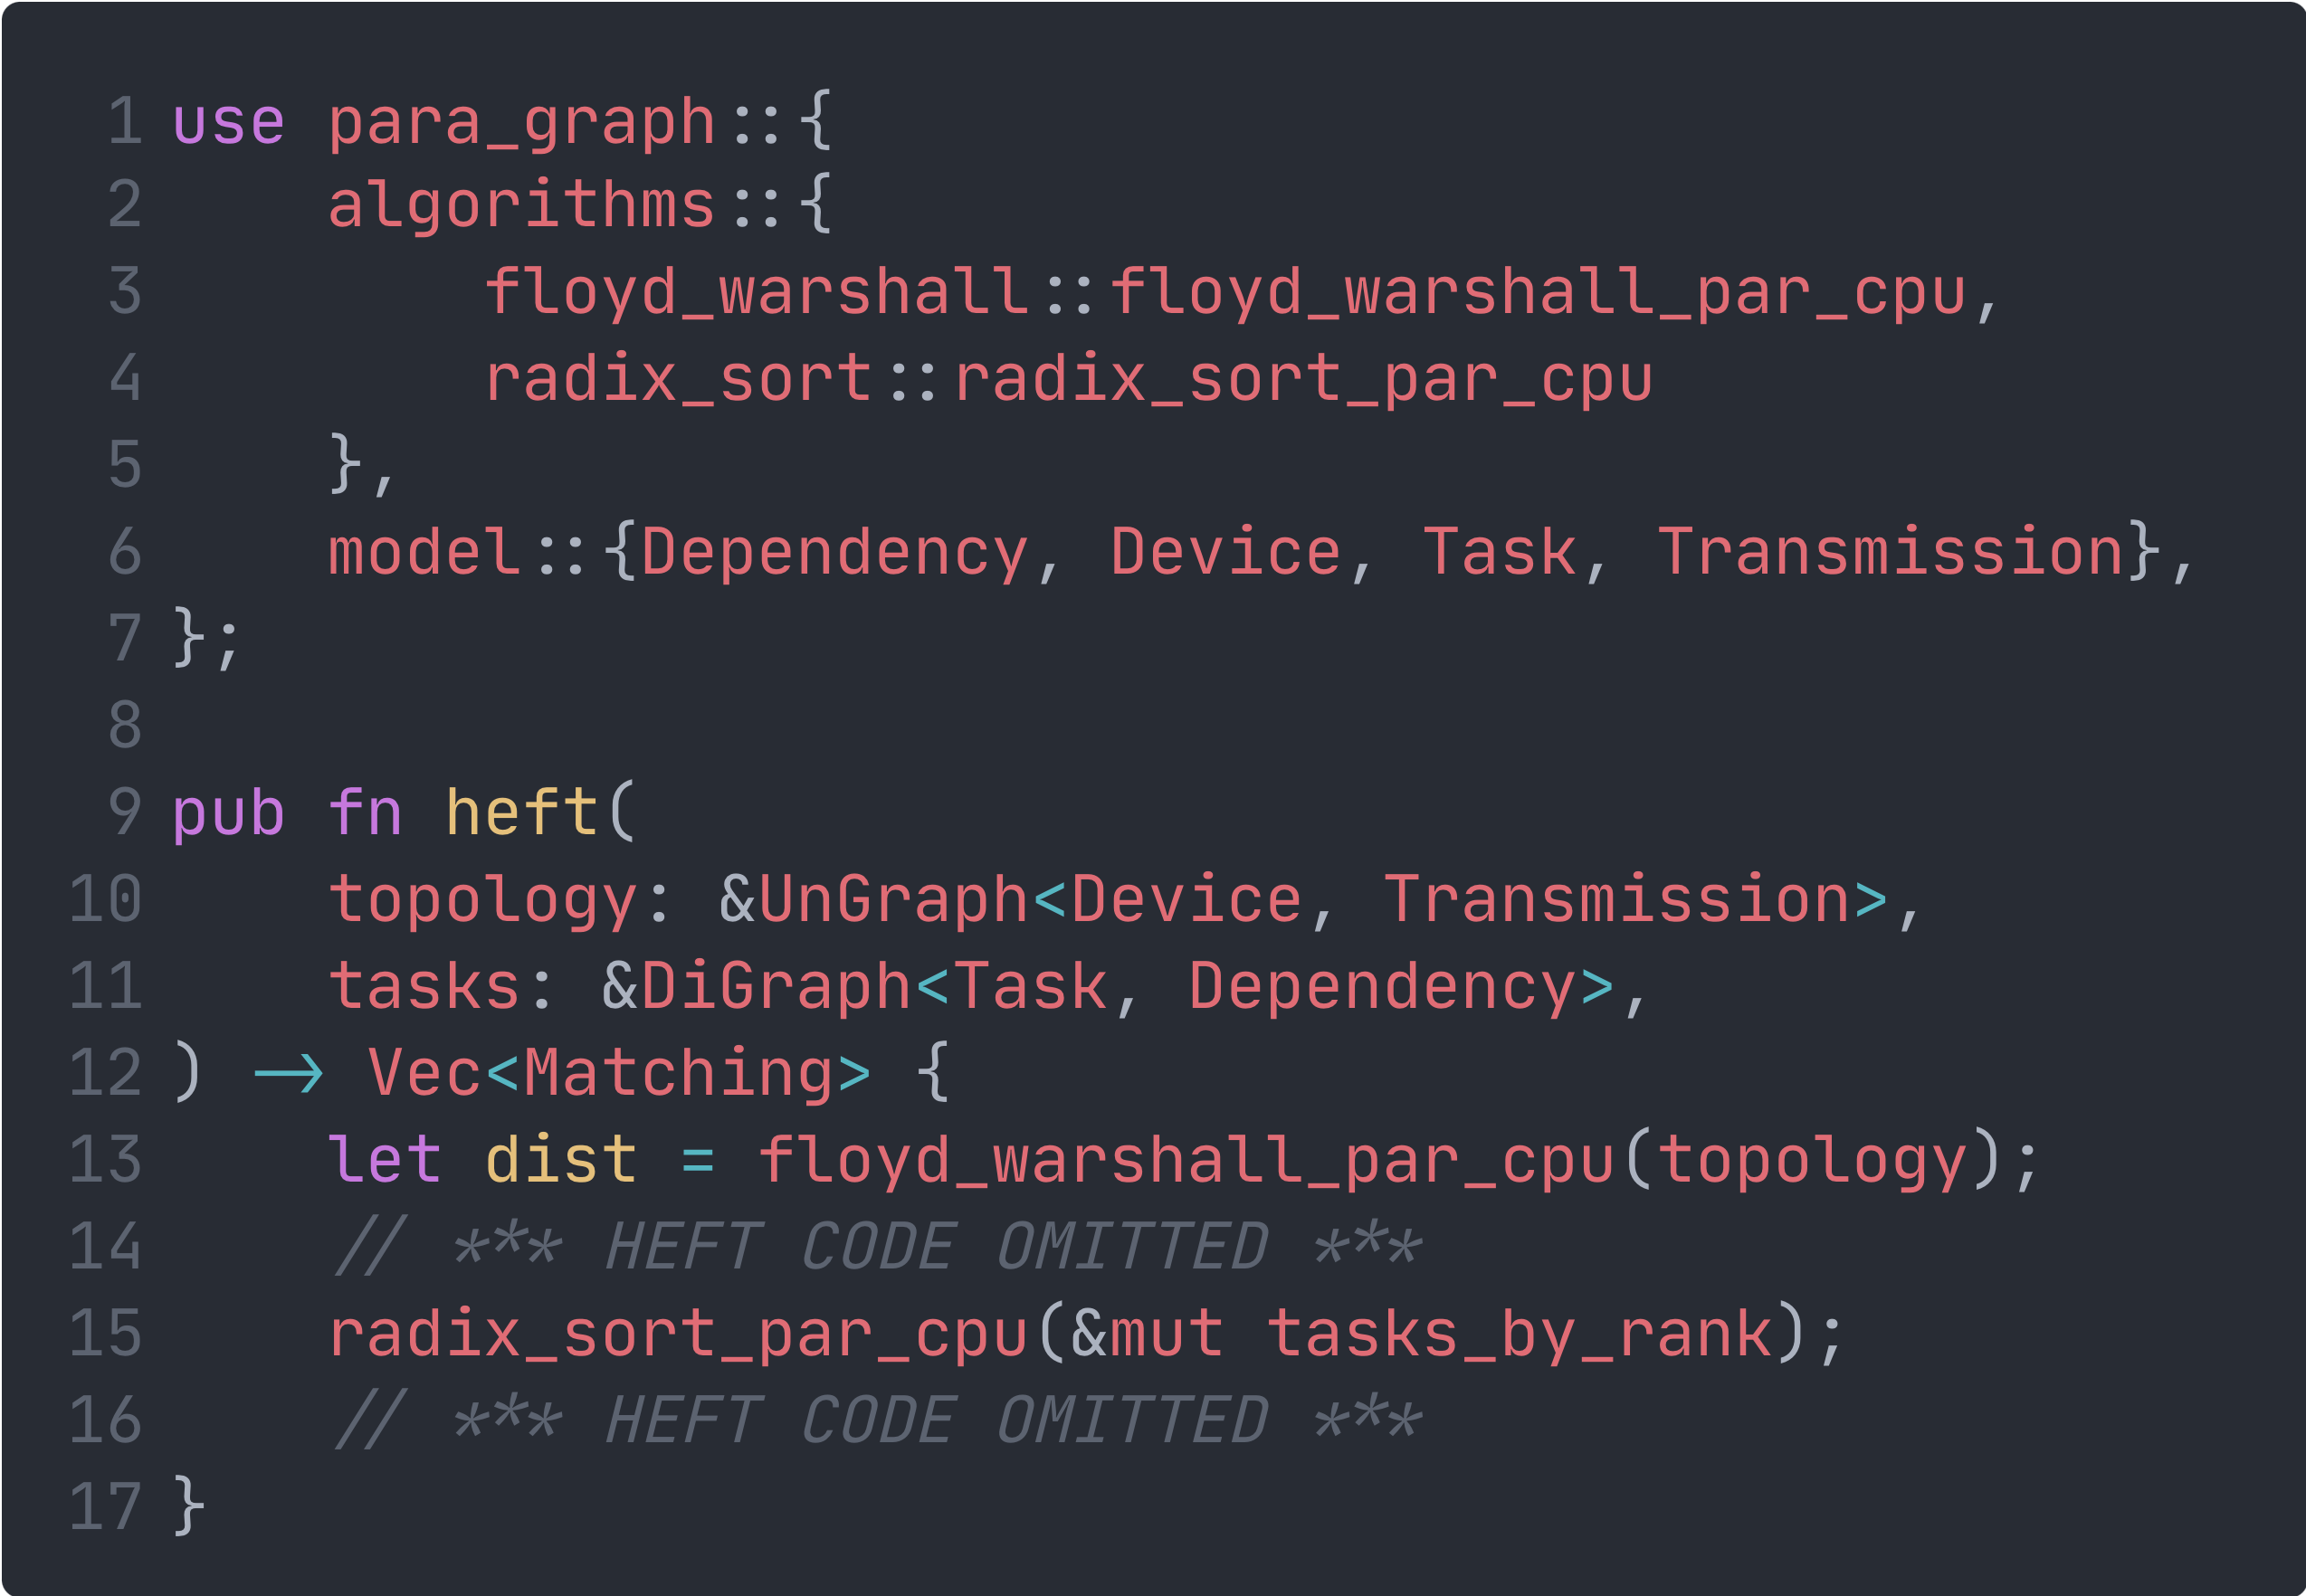 1 use para_graph::{
2     algorithms::{
3         floyd_warshall::floyd_warshall_par_cpu,
4         radix_sort::radix_sort_par_cpu
5     },
6     model::{Dependency, Device, Task, Transmission},
7 };
8
9 pub fn heft(
10     topology: &UnGraph<Device, Transmission>,
11     tasks: &DiGraph<Task, Dependency>,
12 ) -> Vec<Matching> {
13     let dist = floyd_warshall_par_cpu(topology);
14     // *** HEFT CODE OMITTED ***
15     radix_sort_par_cpu(&mut tasks_by_rank);
16     // *** HEFT CODE OMITTED ***
17 }